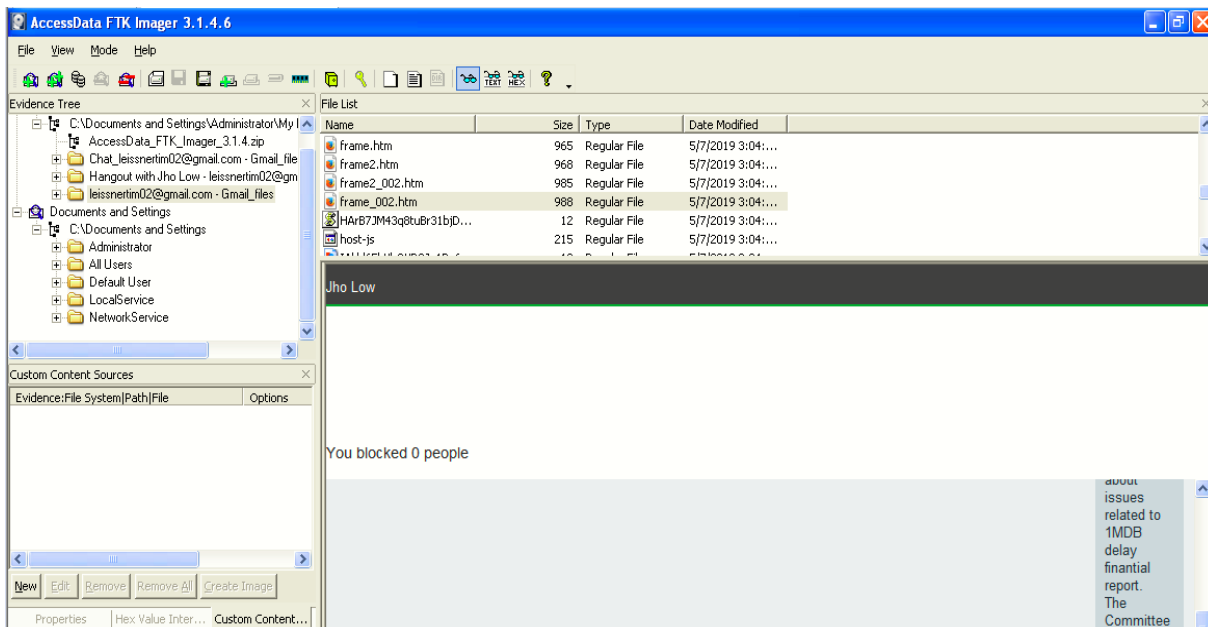 AccessData FTK Imager 3.1.4.6
File View Mode Help
Evidence Tree
C:\Documents and Settings\Administrator\My
AccessData_FTK_Imager_3.1.4.zip
Chat_leissnertim02@gmail.com - Gmail_file
Hangout with Jho Low - leissnertim02@gm
leissnertim02@gmail.com - Gmail_files
Documents and Settings
C:\Documents and Settings
Administrator
All Users
Default User
LocalService
NetworkService
Custom Content Sources
Evidence:File System|Path|File Options
New Edit Remove Remove All Create Image
Properties Hex Value Inter... Custom Content...
File List
Name Size Type Date Modified
frame.htm 965 Regular File 5/7/2019 3:04:...
frame2.htm 968 Regular File 5/7/2019 3:04:...
frame2_002.htm 985 Regular File 5/7/2019 3:04:...
frame_002.htm 988 Regular File 5/7/2019 3:04:...
HArB7JM43q8tuBr31bjD... 12 Regular File 5/7/2019 3:04:...
host-js 215 Regular File 5/7/2019 3:04:...
Jho Low
You blocked 0 people
about
issues
related to
1MDB
delay
finantial
report.
The
Committee